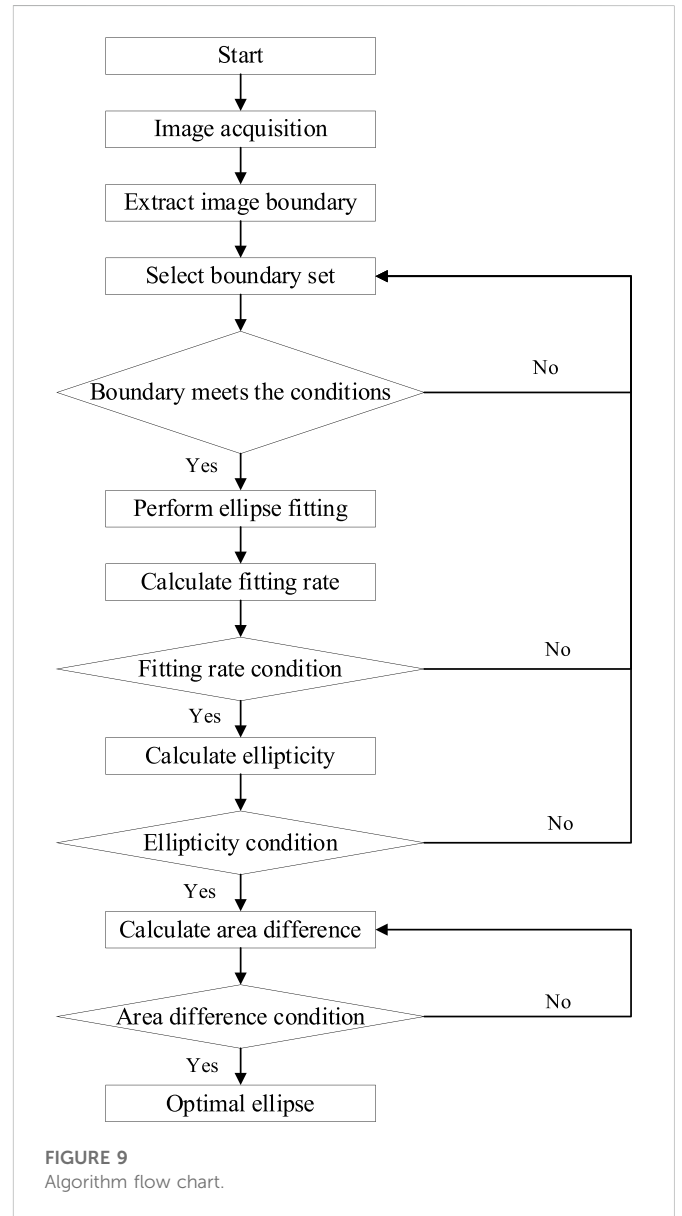 Start
Image acquisition
Extract image boundary
Select boundary set
Boundary meets the conditions
No
Yes
Perform ellipse fitting
Calculate fitting rate
Fitting rate condition
No
Yes
Calculate ellipticity
Ellipticity condition
No
Yes
Calculate area difference
Area difference condition
No
Yes
Optimal ellipse
FIGURE 9
Algorithm flow chart.